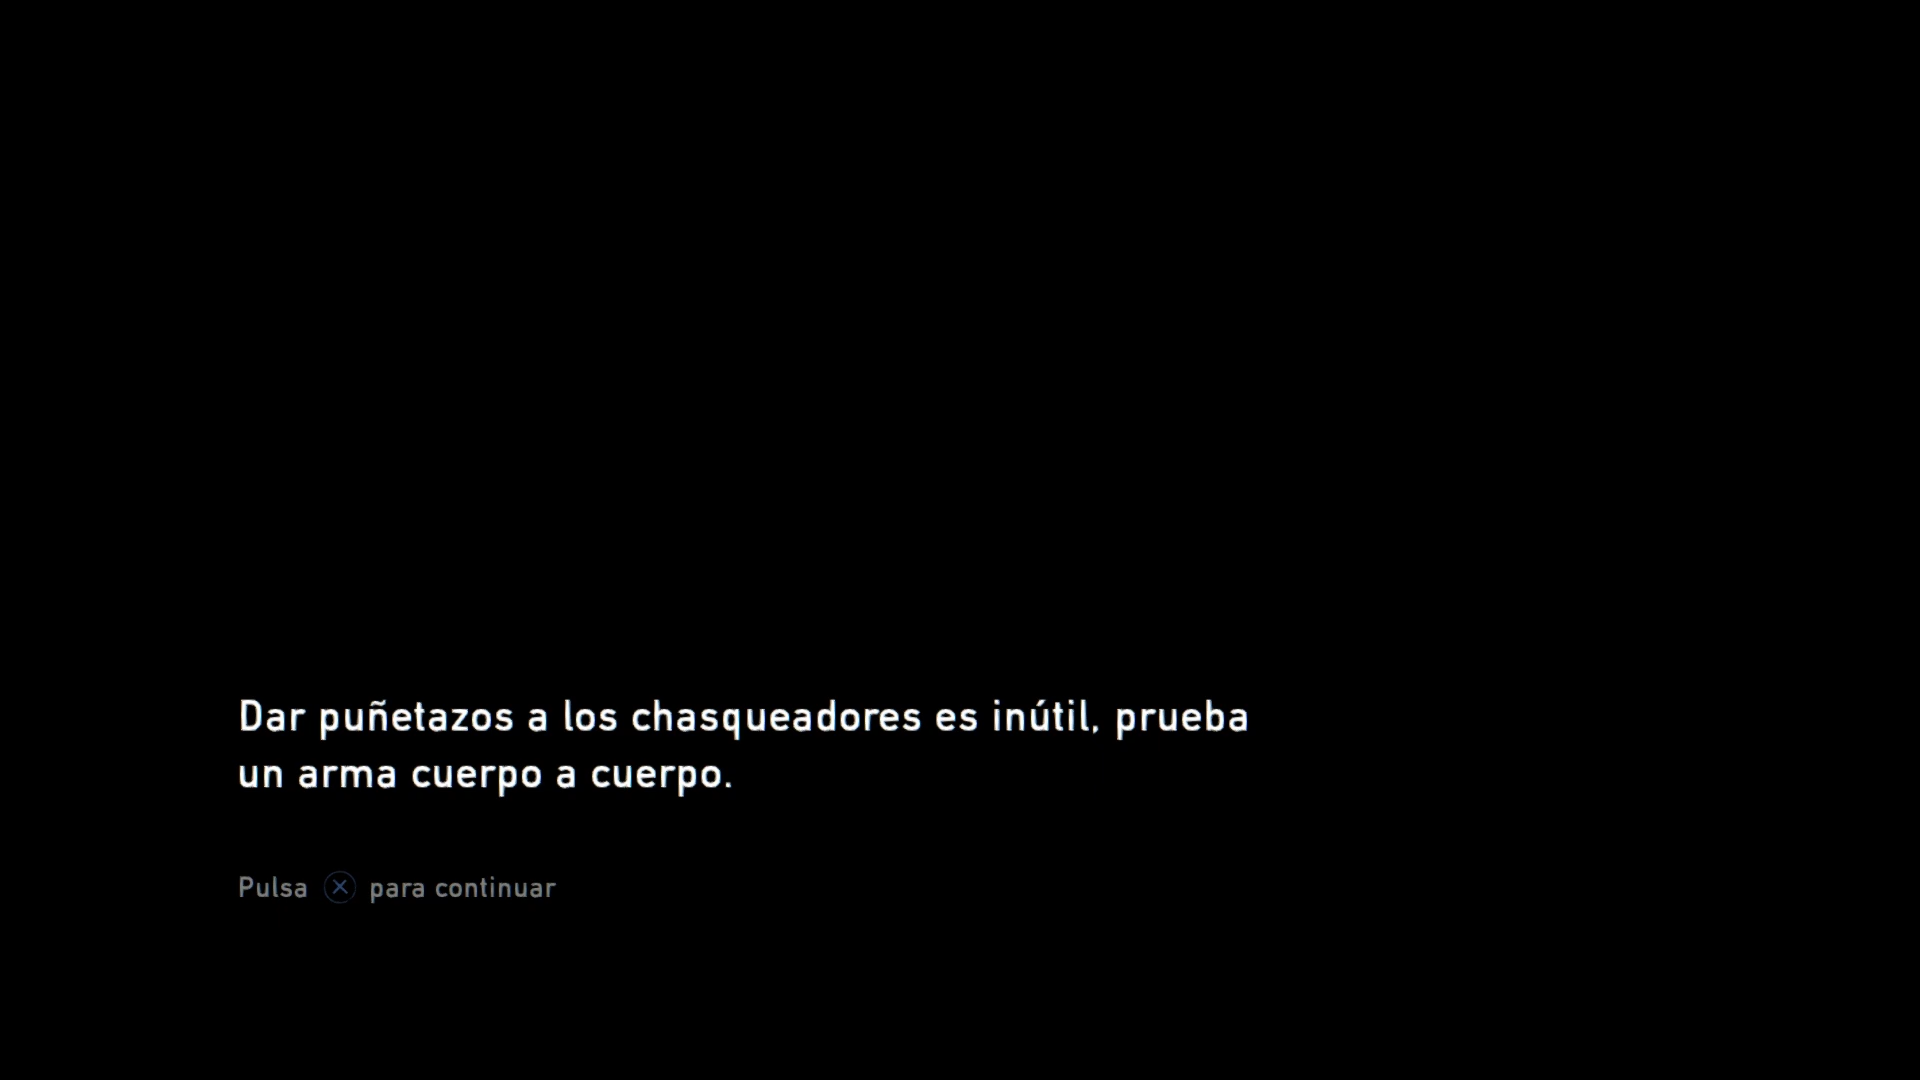 Dar puñetazos a los chasqueadores es inútil, prueba
un arma cuerpo a cuerpo.
Pulsa ⓧ para continuar